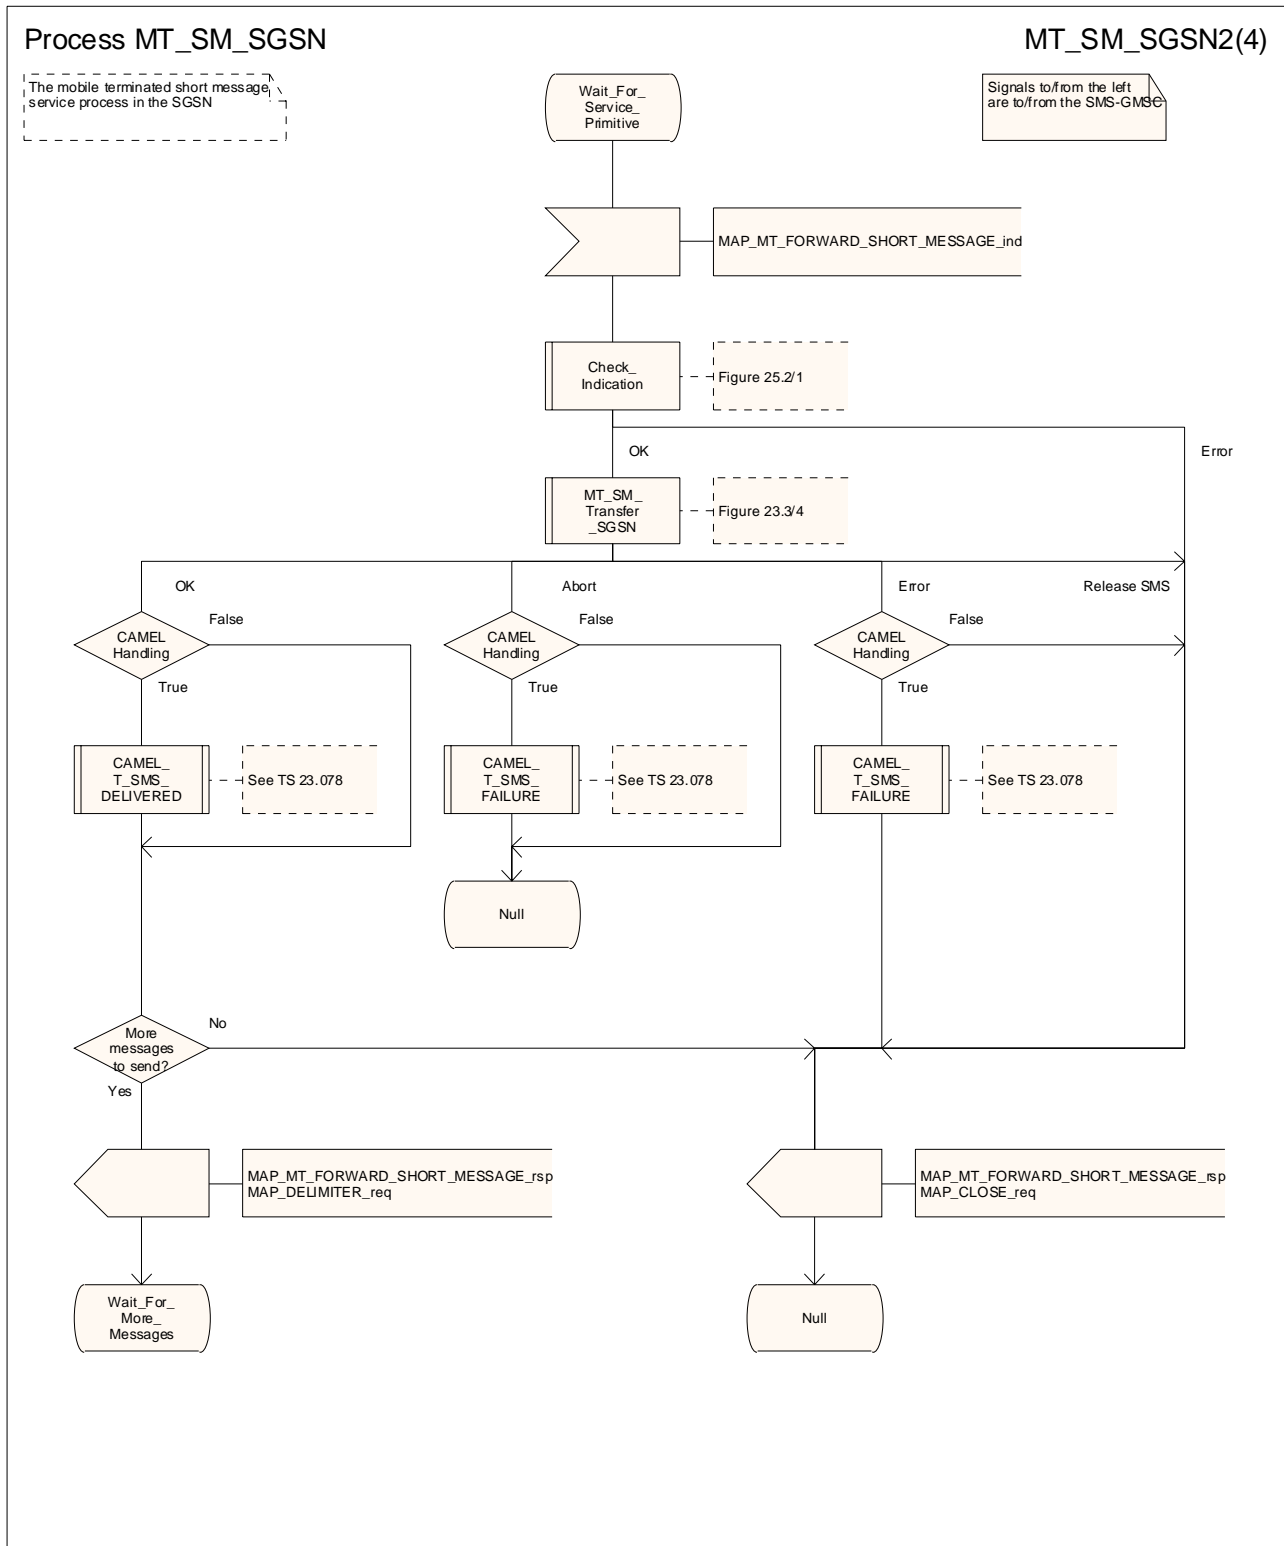 Process MT_SM_SGSN
MT_SM_SGSN2(4)
The mobile terminated short message
service process in the SGSN
Wait_For_
Service_
Primitive
Signals to/from the left
are to/from the SMS-GMSC
MAP_MT_FORWARD_SHORT_MESSAGE_ind
Check_
Indication
Figure 25.2/1
OK
Error
MT_SM_
Transfer
_SGSN
Figure 23.3/4
OK
Abort
Error
Release SMS
CAMEL
Handling
False
CAMEL
Handling
False
CAMEL
Handling
False
True
True
True
CAMEL_
T_SMS_
DELIVERED
See TS 23.078
CAMEL_
T_SMS_
FAILURE
See TS 23.078
CAMEL_
T_SMS_
FAILURE
See TS 23.078
Null
More
messages
to send?
No
Yes
MAP_MT_FORWARD_SHORT_MESSAGE_rsp
MAP_DELIMITER_req
MAP_MT_FORWARD_SHORT_MESSAGE_rsp
MAP_CLOSE_req
Wait_For_
More_
Messages
Null